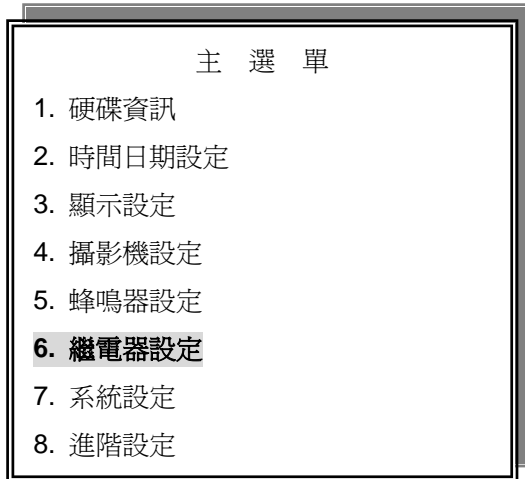 主 選 單
1. 硬碟資訊
2. 時間日期設定
3. 顯示設定
4. 攝影機設定
5. 蜂鳴器設定
6. 繼電器設定
7. 系統設定
8. 進階設定